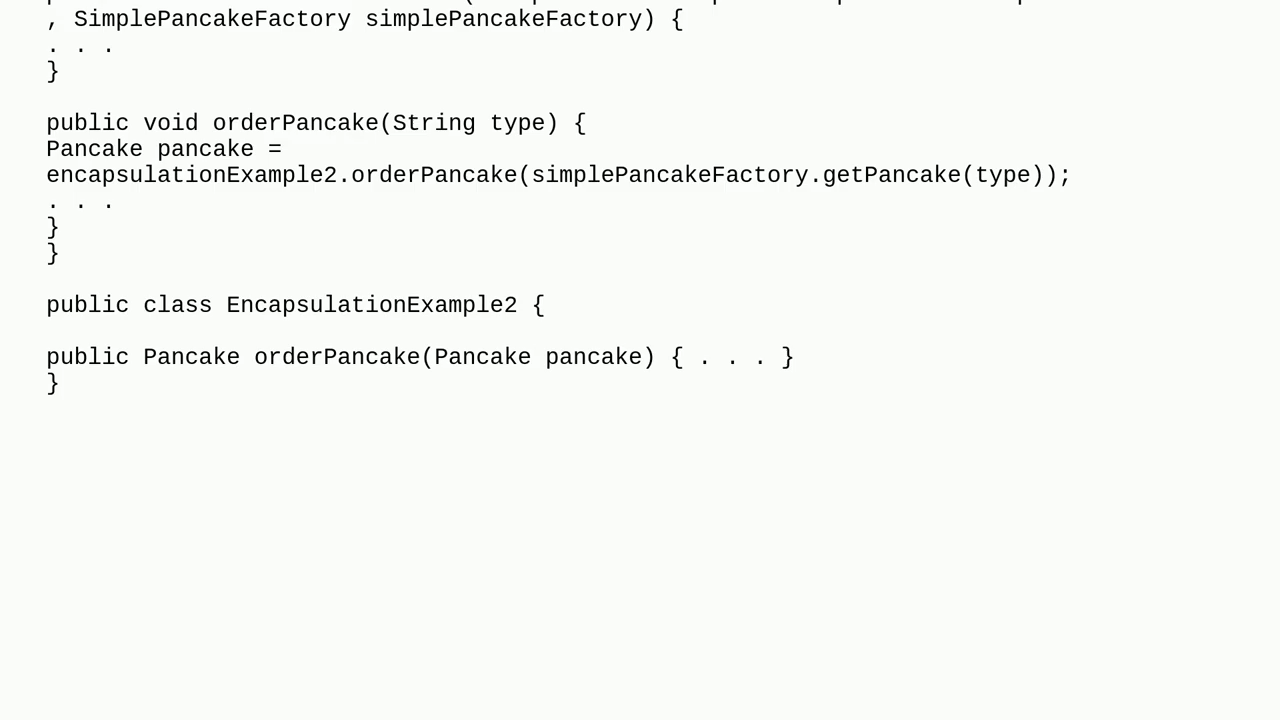 , SimplePancakeFactory simplePancakeFactory) {
. . .
}
public void orderPancake(String type) {
Pancake pancake =
encapsulationExample2.orderPancake(simplePancakeFactory.getPancake(type));
. . .
}
}
public class EncapsulationExample2 {
public Pancake orderPancake(Pancake pancake) { . . . }
}